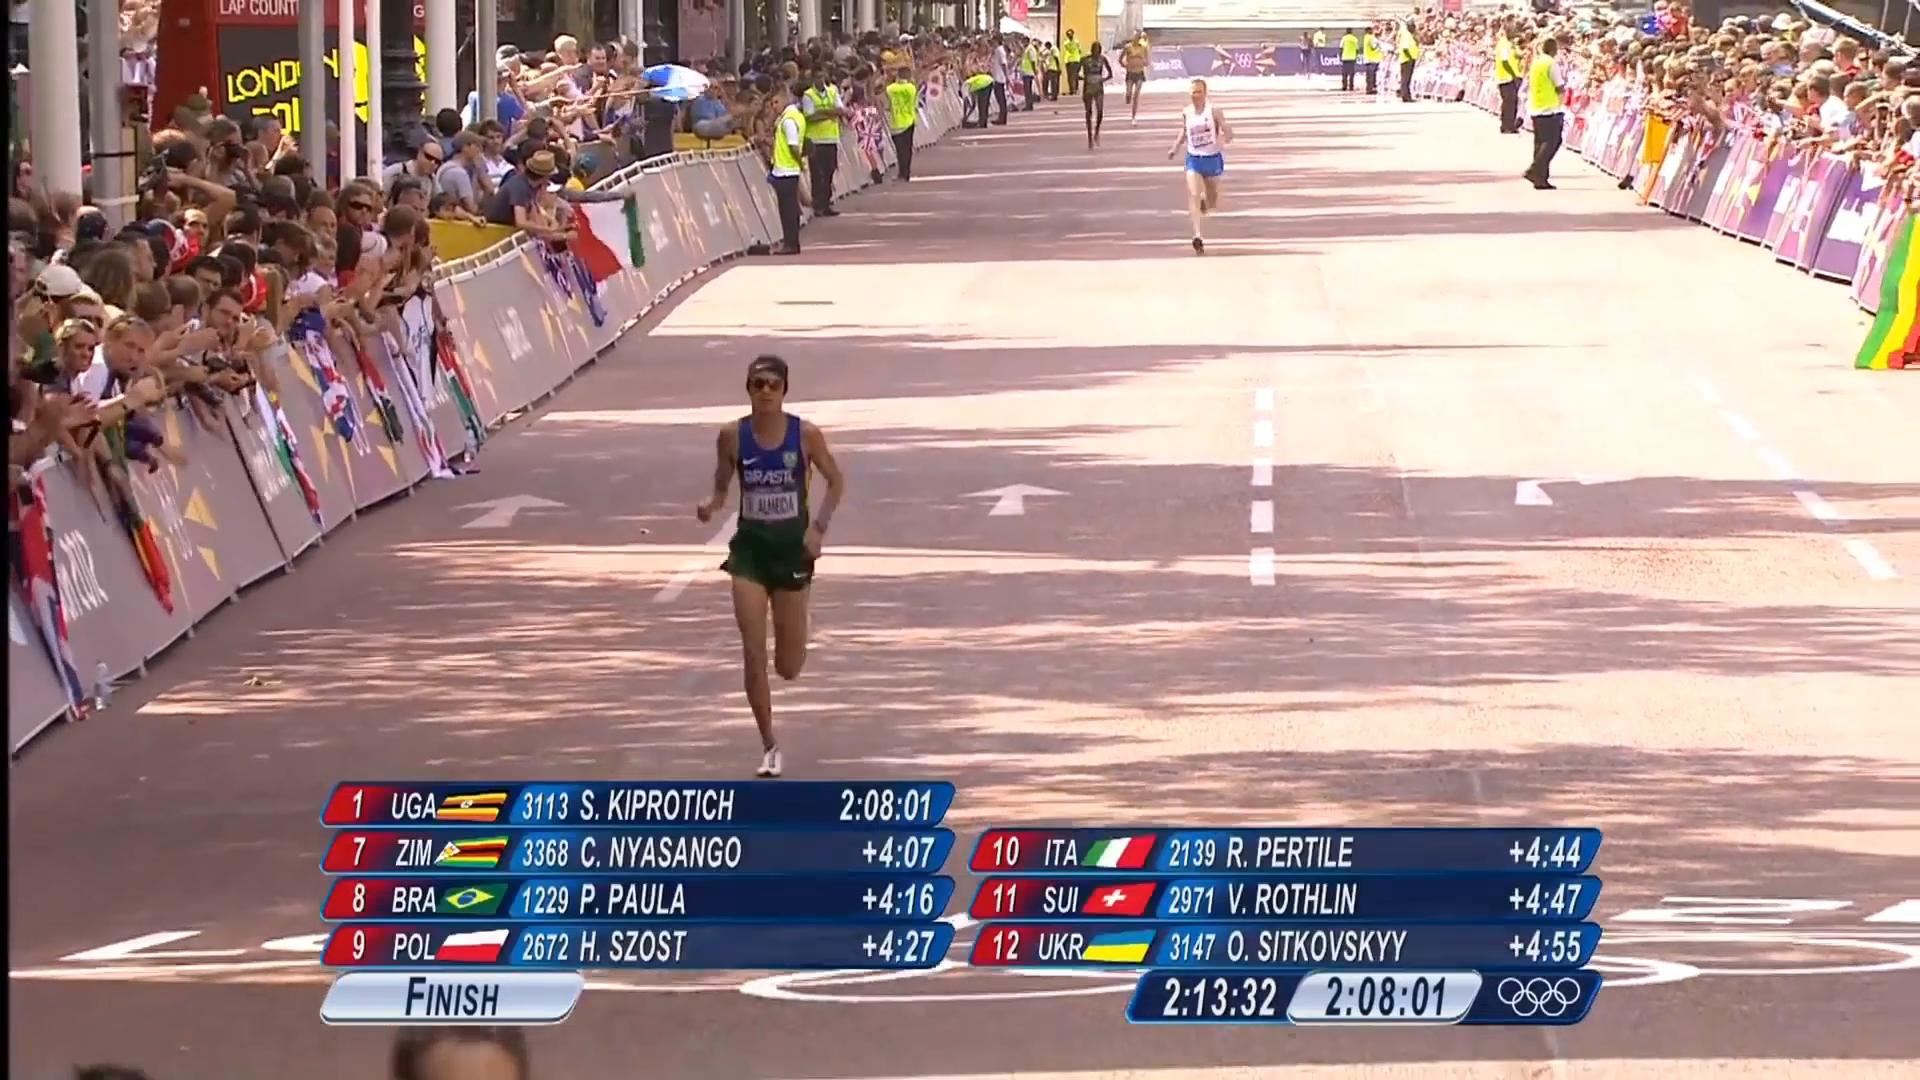 LAP COUNT
LONDON
2012
BRASIL
ALMEIDA
1 UGA 3113 S. KIPROTICH 2:08:01
7 ZIM 3368 C. NYASANGO +4:07
8 BRA 1229 P. PAULA +4:16
9 POL 2672 H. SZOST +4:27
10 ITA 2139 R. PERTILE +4:44
11 SUI 2971 V. ROTHLIN +4:47
12 UKR 3147 O. SITKOVSKYY +4:55
FINISH
2:13:32 2:08:01